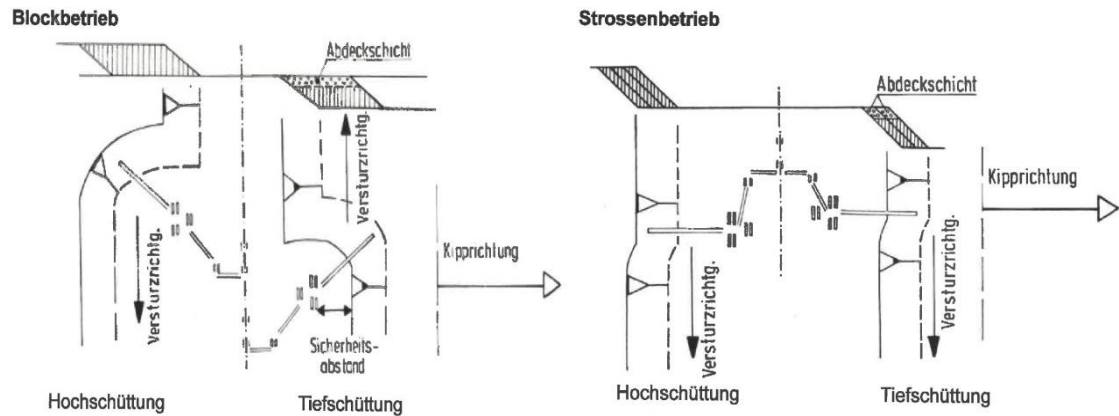 Blockbetrieb
Abdeckschicht
Versturzrichtg.
Versturzrichtg.
Kipprichtung
Sicherheits-
abstand
Hochschüttung
Tiefschüttung
Strossenbetrieb
Abdeckschicht
Kipprichtung
Versturzrichtg.
Versturzrichtg.
Hochschüttung
Tiefschüttung